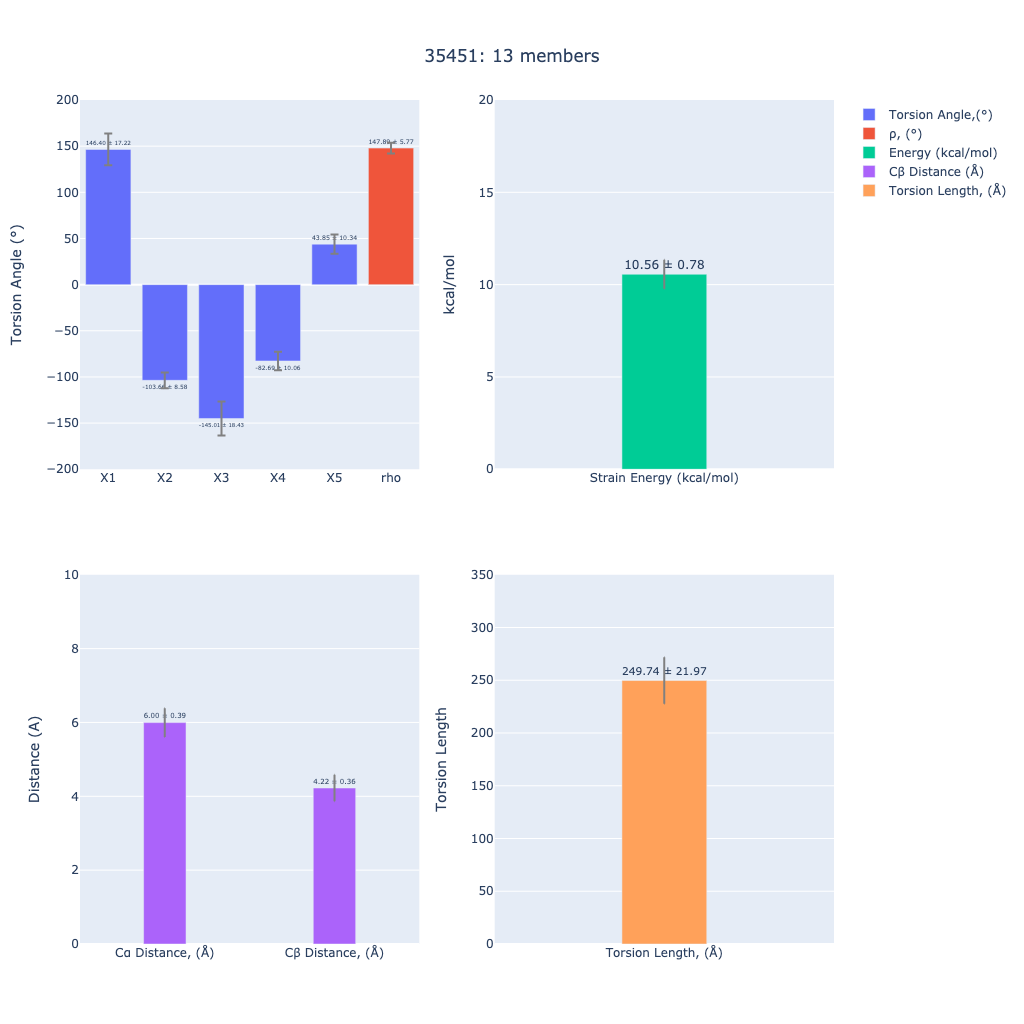 35451: 13 members
200
150
100
50
0
−50
−100
−150
−200
Torsion Angle (°)
146.40 ± 17.22
-145.01 ± 18.43
-82.69 ± 10.06
43.85 ± 10.34
X1 X2 X3 X4 X5 rho
20
15
10
5
0
kcal/mol
10.56 ± 0.78
Strain Energy (kcal/mol)
Torsion Angle,(°)
ρ, (°)
Energy (kcal/mol)
Cβ Distance (Å)
Torsion Length, (Å)
10
8
6
4
2
0
Distance (A)
6.00 ± 0.39
4.22 ± 0.36
Cα Distance, (Å) Cβ Distance, (Å)
350
300
250
200
150
100
50
0
Torsion Length
249.74 ± 21.97
Torsion Length, (Å)